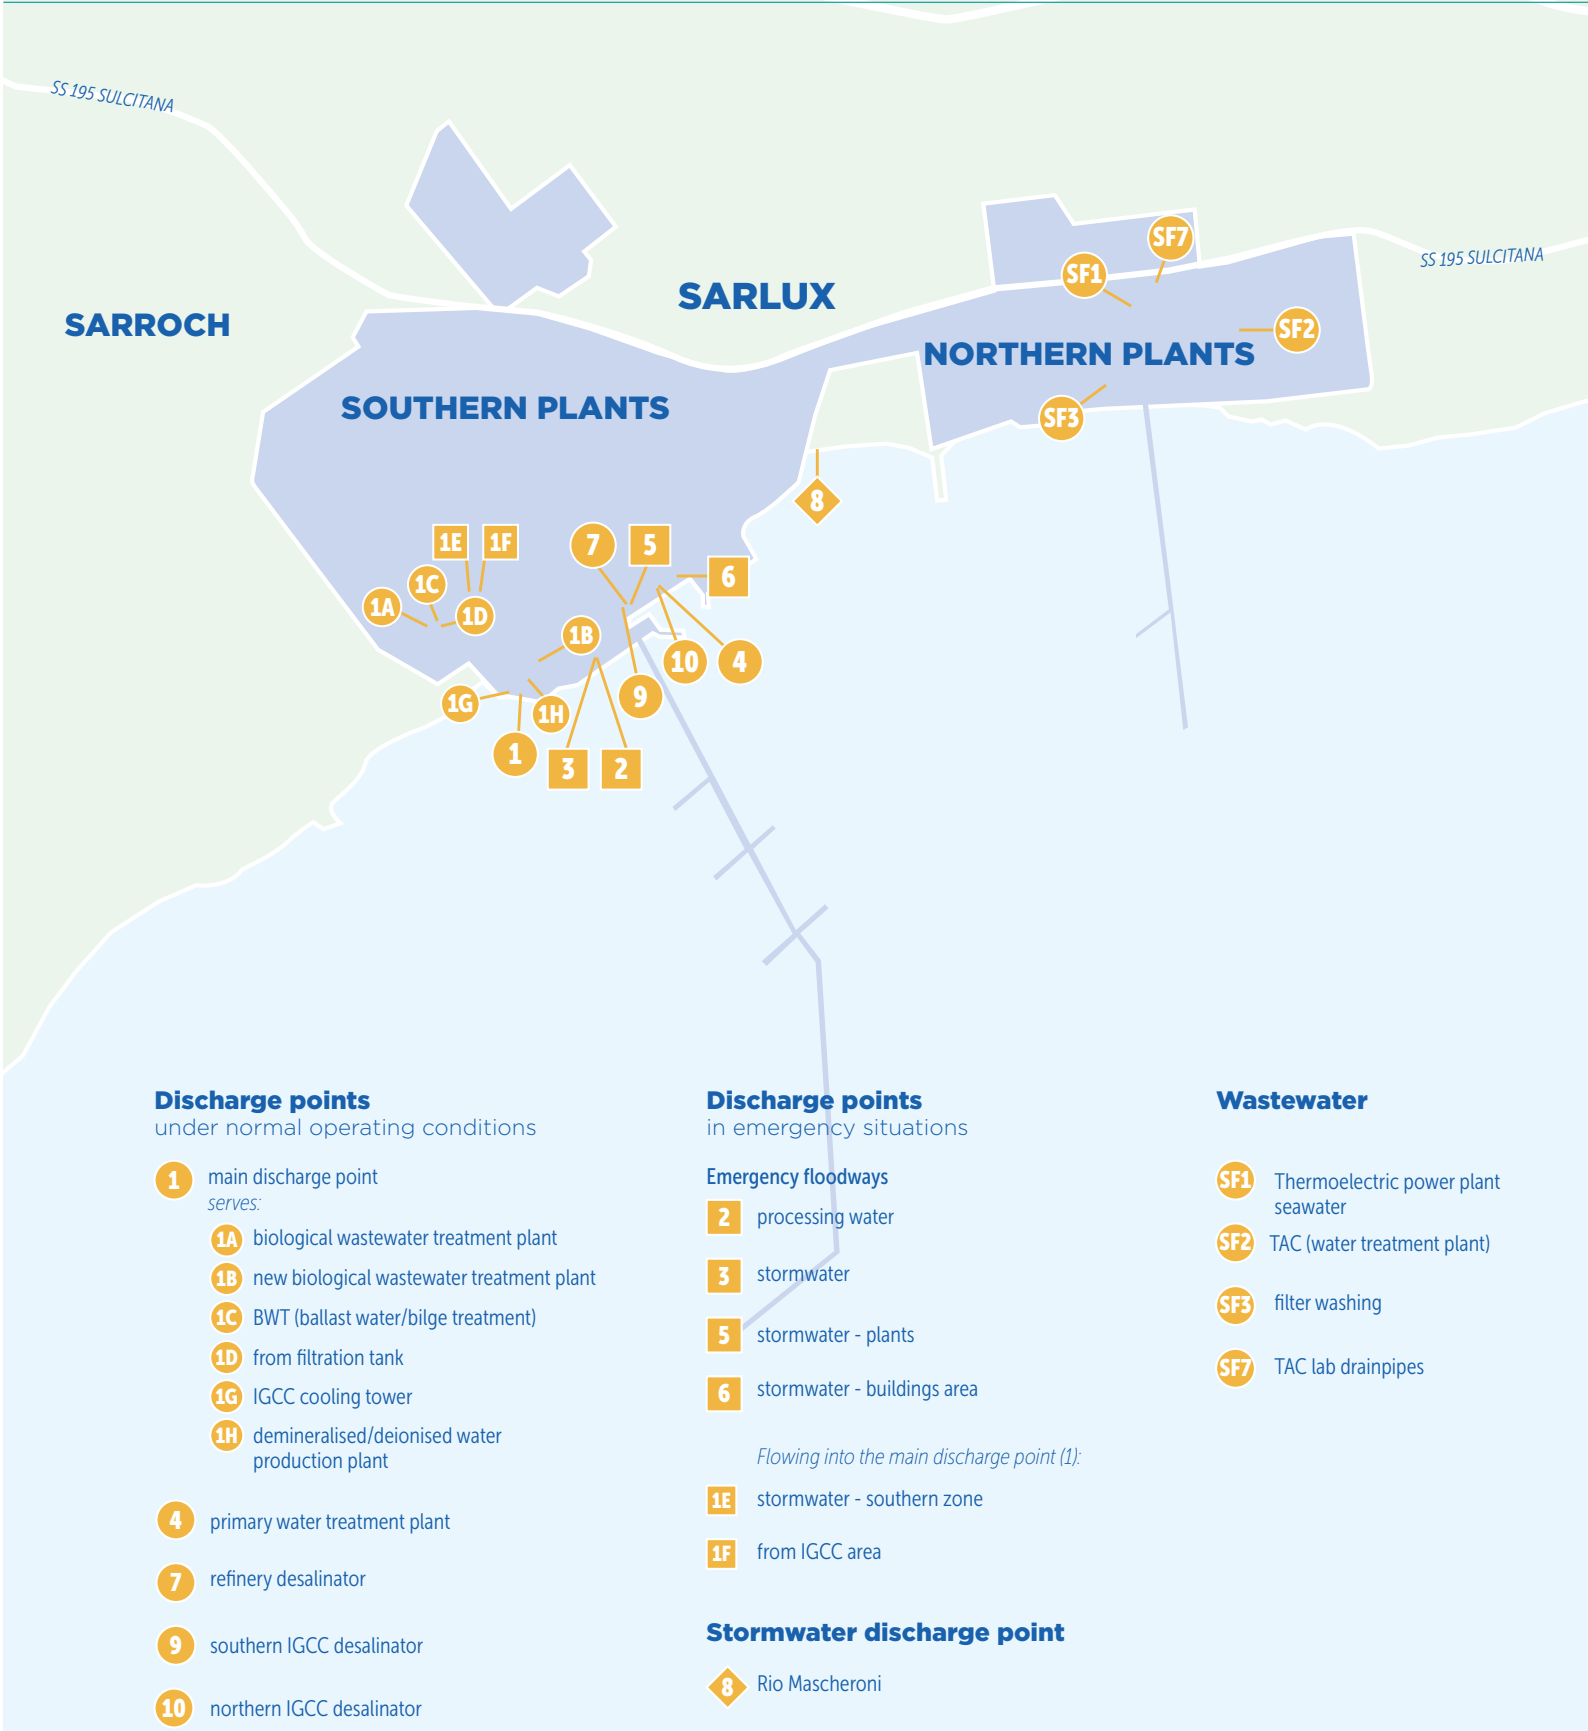 SS 195 SULCITANA
SF7
SF1
SS 195 SULCITANA
SARLUX
SARROCH
SF2
NORTHERN PLANTS
SOUTHERN PLANTS
SF3
8
1E
1F
7
5
6
1C
1A
1D
1B
10
4
9
1G
1H
1
3
2
Discharge points
under normal operating conditions
1 main discharge point
serves:
1A biological wastewater treatment plant
1B new biological wastewater treatment plant
1C BWT (ballast water/bilge treatment)
1D from filtration tank
1G IGCC cooling tower
1H demineralised/deionised water
production plant
4 primary water treatment plant
7 refinery desalinator
9 southern IGCC desalinator
10 northern IGCC desalinator
Discharge points
in emergency situations
Emergency floodways
2 processing water
3 stormwater
5 stormwater - plants
6 stormwater - buildings area
Flowing into the main discharge point (1):
1E stormwater - southern zone
1F from IGCC area
Stormwater discharge point
8 Rio Mascheroni
Wastewater
SF1 Thermoelectric power plant
seawater
SF2 TAC (water treatment plant)
SF3 filter washing
SF7 TAC lab drainpipes